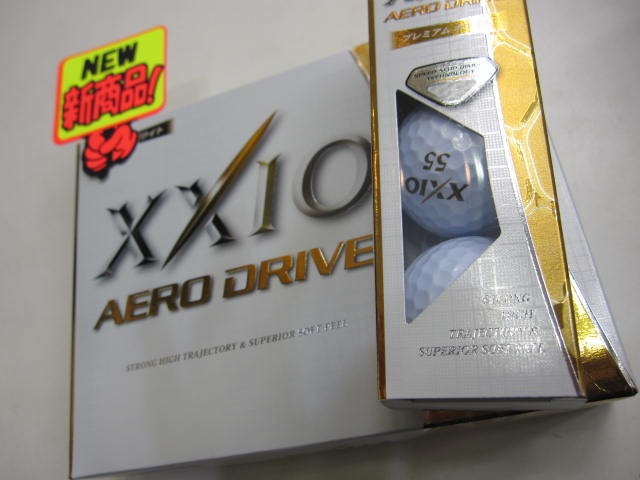 NEW
新商品!
XXIO
AERO DRIVE
STRONG HIGH TRAJECTORY & SUPERIOR SOFT FEEL
AERO DRIVE
プレミアム
TECHNOLOGY
55
XXIO
STRONG
HIGH
TRAJECTORY &
SUPERIOR SOFT FEEL